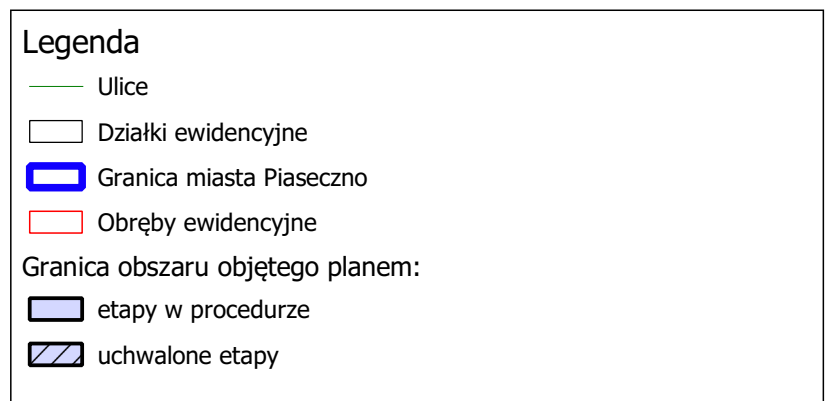 Legenda
Ulice
Działki ewidencyjne
Granica miasta Piaseczno
Obręby ewidencyjne
Granica obszaru objętego planem:
etapy w procedurze
uchwalone etapy